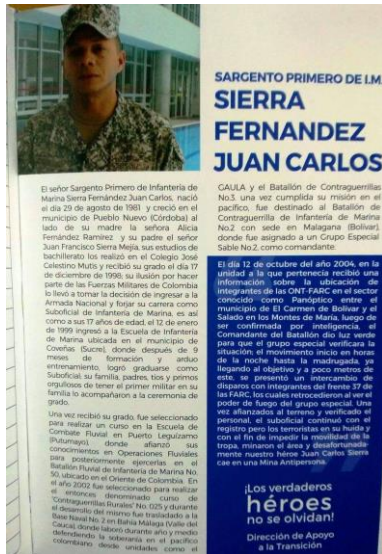 SARGENTO PRIMERO DE I.M
SIERRA
FERNANDEZ
JUAN CARLOS
El señor Sargento Primero de Infantería de
Marina Sierra Fernández Juan Carlos, nació
el día 29 de agosto de 1981 y creció en el
municipio de Pueblo Nuevo (Córdoba) al
lado de su madre la señora Alicia
Fernández Ramírez y su padre el señor
Juan Francisco Sierra Mejía, sus estudios de
bachillerato los realizó en el Colegio José
Celestino Mutis y recibió su grado el día 17
de diciembre de 1998; su ilusión por hacer
parte de las Fuerzas Militares de Colombia
lo llevó a tomar la decisión de ingresar a la
Armada Nacional y forjar su carrera como
Suboficial de Infantería de Marina, es así
como a sus 17 años de edad, el 12 de enero
de 1999 ingresó a la Escuela de Infantería
de Marina ubicada en el municipio de
Coveñas (Sucre), donde después de 9
meses de formación y arduo
entrenamiento, logró graduarse como
Suboficial, su familia, padres, tíos y primos
orgullosos de tener el primer militar en su
familia lo acompañaron a la ceremonia de
grado.
Una vez recibió su grado, fue seleccionado
para realizar un curso en la Escuela de
Combate Fluvial en Puerto Leguízamo
(Putumayo), donde afianzó sus
conocimientos en Operaciones Fluviales
para posteriormente ejercerlas en el
Batallón Fluvial de Infantería de Marina No.
50, ubicado en el Oriente de Colombia. En
el año 2002 fue seleccionado para realizar
el entonces denominado curso de
"Contraguerrillas Rurales" No. 025 y durante
el desarrollo del mismo fue trasladado a la
Base Naval No. 2 en Bahía Málaga (Valle del
Cauca), donde laboró durante año y medio
defendiendo la soberanía en el pacífico
colombiano desde unidades como el
GAULA y el Batallón de Contraguerrillas
No.3. una vez cumplida su misión en el
pacífico, fue destinado al Batallón de
Contraguerrilla de Infantería de Marina
No.2 con sede en Malagana (Bolívar),
donde fue asignado a un Grupo Especial
Sable No.2, como comandante.
El día 12 de octubre del año 2004, en la
unidad a la que pertenecía recibió una
información sobre la ubicación de
integrantes de las ONT-FARC en el sector
conocido como Panóptico entre el
municipio de El Carmen de Bolívar y el
Salado en los Montes de María, luego de
ser confirmada por inteligencia, el
Comandante del Batallón dio luz verde
para que el grupo especial verificara la
situación; el movimiento inicio en horas
de la noche hasta la madrugada, ya
llegando al objetivo y a poco metros de
este, se presentó un intercambio de
disparos con integrantes del frente 37 de
las FARC, los cuales retrocedieron al ver el
poder de fuego del grupo especial. Una
vez afianzados al terreno y verificado el
personal, el suboficial continuó con el
registro pero los terroristas en su huida y
con el fin de impedir la movilidad de la
tropa, minaron el área y desafortunada-
mente nuestro héroe Juan Carlos Sierra
cae en una Mina Antipersona.
¡Los verdaderos
héroes
no se olvidan!
Dirección de Apoyo
a la Transición